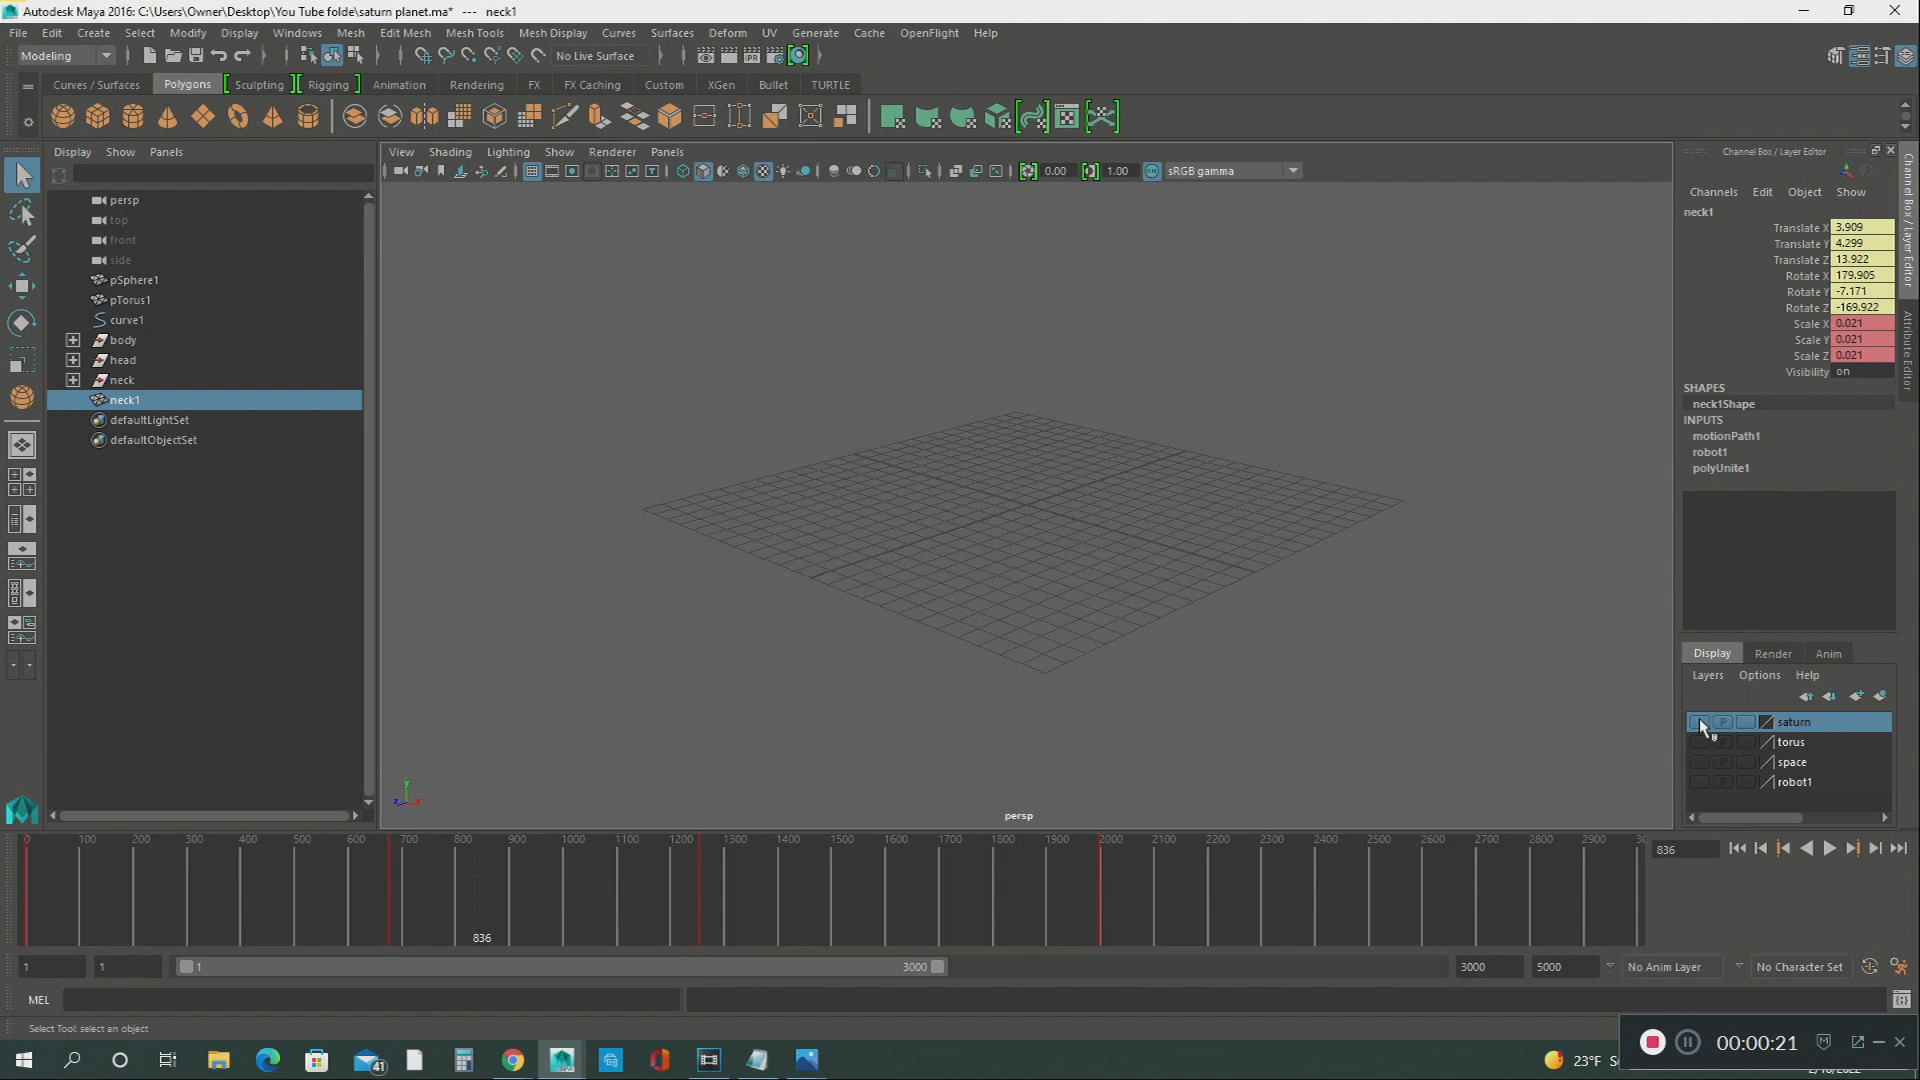 Autodesk Maya 2016: C:\Users\Owner\Desktop\You Tube folde\saturn planet.ma* --- neck1
File Edit Create Select Modify Display Windows Mesh Edit Mesh Mesh Tools Mesh Display Curves Surfaces Deform UV Generate Cache OpenFlight Help
Modeling No Live Surface
Curves / Surfaces Polygons Sculpting Rigging Animation Rendering FX FX Caching Custom XGen Bullet TURTLE
Display Show Panels
View Shading Lighting Show Renderer Panels
0.00 1.00 sRGB gamma
persp
top
front
side
pSphere1
pTorus1
curve1
body
head
neck
neck1
defaultLightSet
defaultObjectSet
persp
Channel Box / Layer Editor
Channels Edit Object Show
neck1
Translate X 3.909
Translate Y 4.299
Translate Z 13.922
Rotate X 179.905
Rotate Y -7.171
Rotate Z -169.922
Scale X 0.021
Scale Y 0.021
Scale Z 0.021
Visibility on
SHAPES
neck1Shape
INPUTS
motionPath1
robot1
polyUnite1
Channel Box / Layer Editor
Attribute Editor
Display Render Anim
Layers Options Help
P saturn
P torus
P space
P robot1
0 100 200 300 400 500 600 700 800 900 1000 1100 1200 1300 1400 1500 1600 1700 1800 1900 2000 2100 2200 2300 2400 2500 2600 2700 2800 2900
836
836
1 1 1 3000 3000 5000 No Anim Layer No Character Set
MEL
Select Tool: select an object
41 23°F
00:00:21